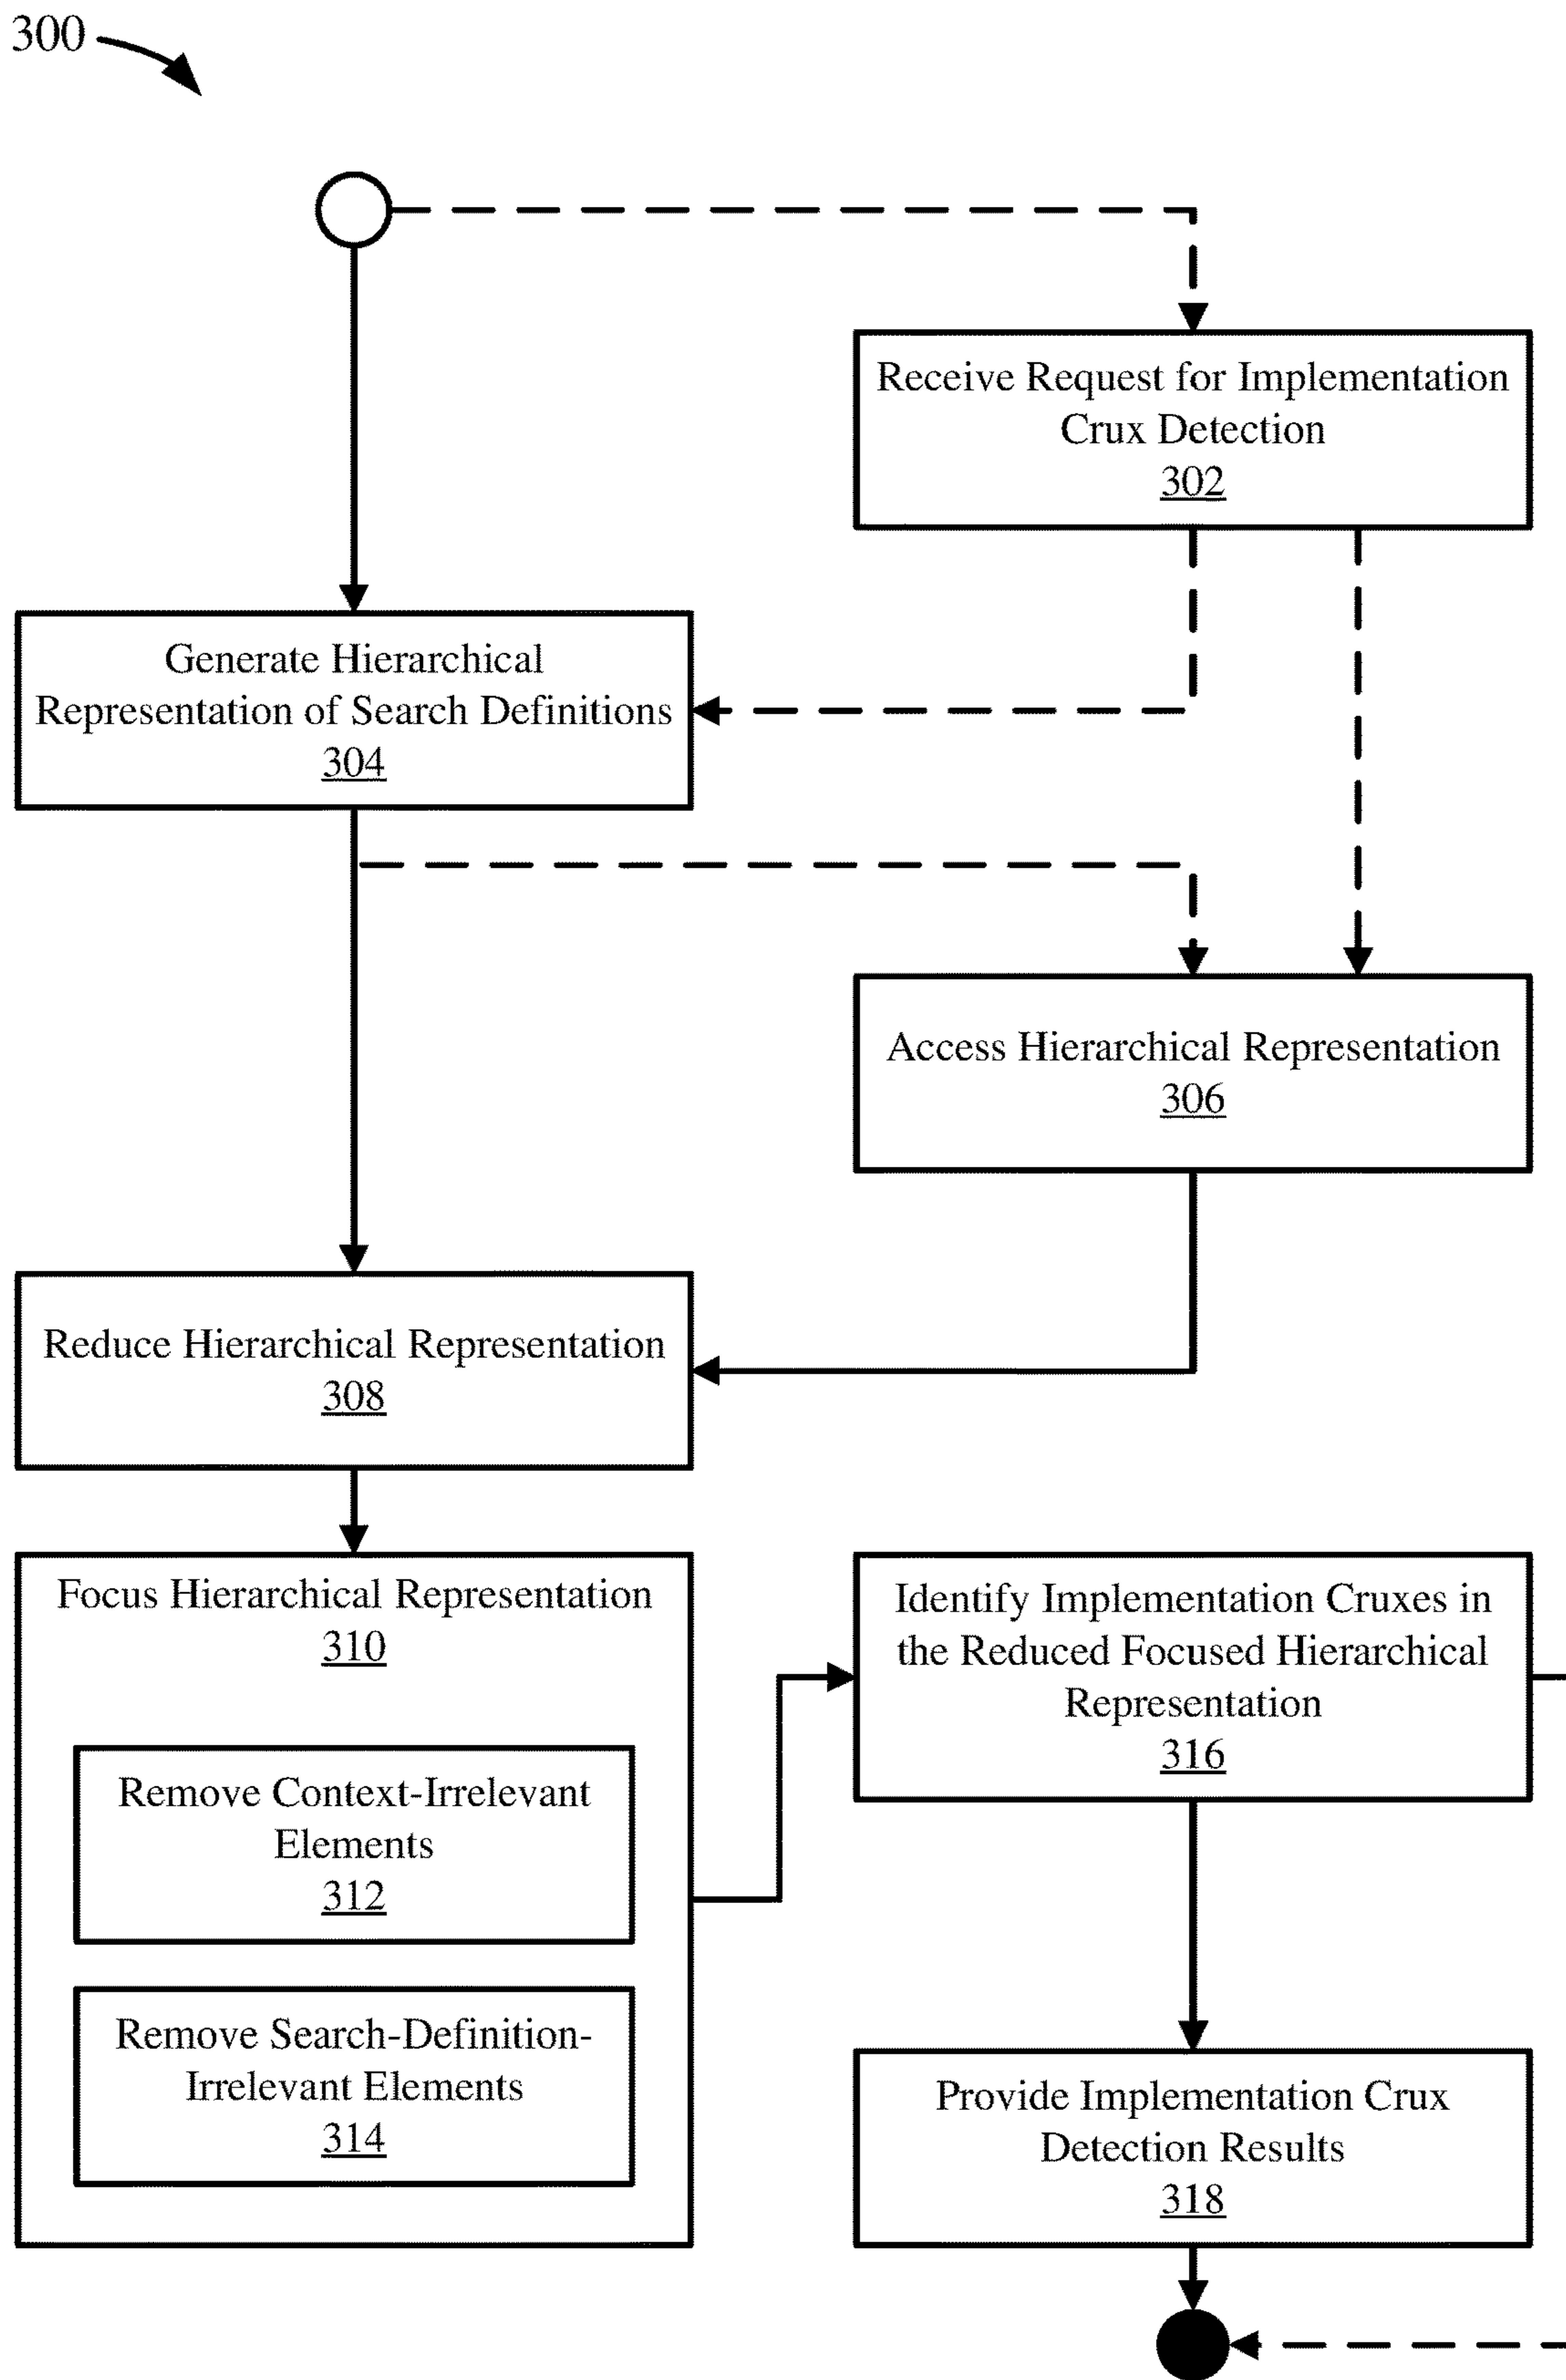 300
Receive Request for Implementation
Crux Detection
302
Generate Hierarchical
Representation of Search Definitions
304
Access Hierarchical Representation
306
Reduce Hierarchical Representation
308
Focus Hierarchical Representation
310
Remove Context-Irrelevant
Elements
312
Remove Search-Definition-
Irrelevant Elements
314
Identify Implementation Cruxes in
the Reduced Focused Hierarchical
Representation
316
Provide Implementation Crux
Detection Results
318